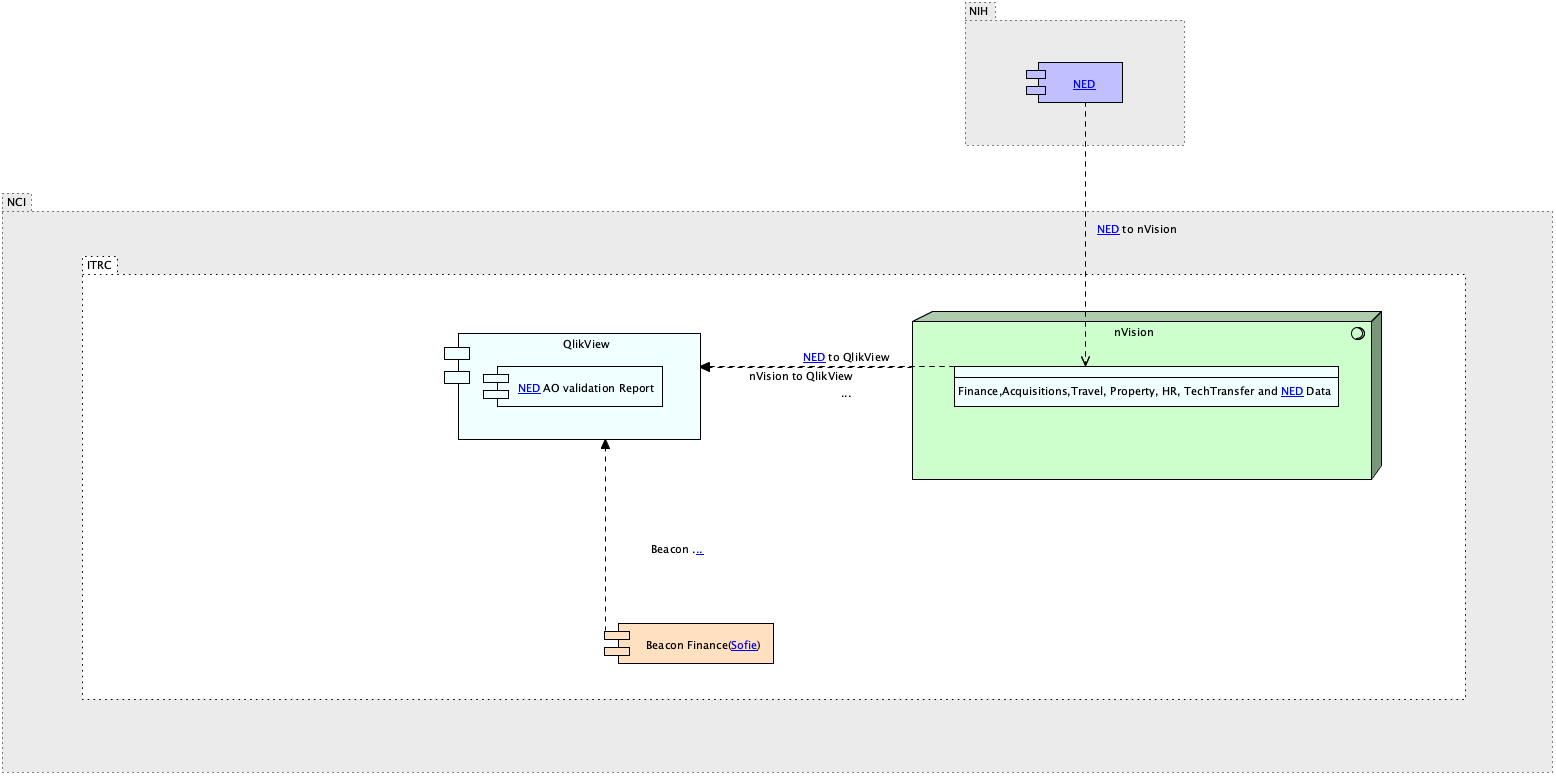 NIH
NED
NCI
NED to nVision
ITRC
nVision
QlikView
NED to QlikView
nVision to QlikView
...
NED AO validation Report
Finance,Acquisitions,Travel, Property, HR, TechTransfer and NED Data
Beacon ...
Beacon Finance(Sofie)